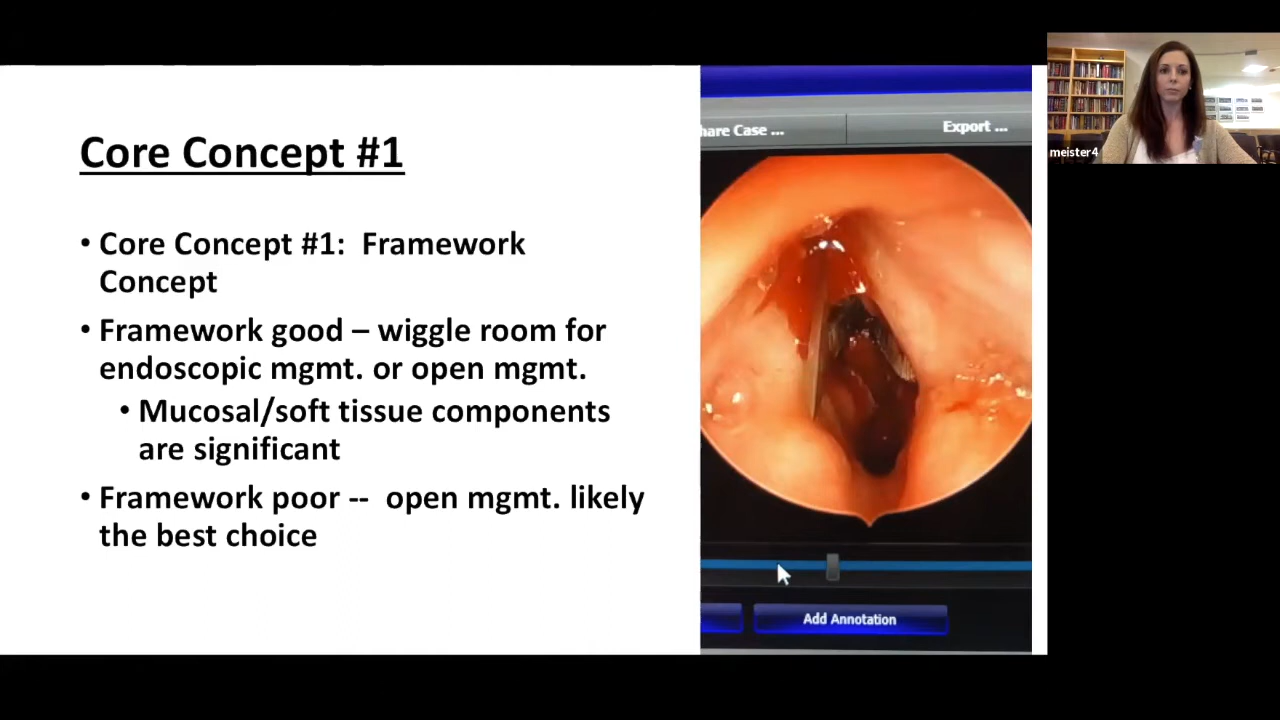 Core Concept #1
• Core Concept #1:  Framework
Concept
• Framework good – wiggle room for
endoscopic mgmt. or open mgmt.
• Mucosal/soft tissue components
are significant
• Framework poor --  open mgmt. likely
the best choice
hare Case ...
Export ...
Add Annotation
meister4